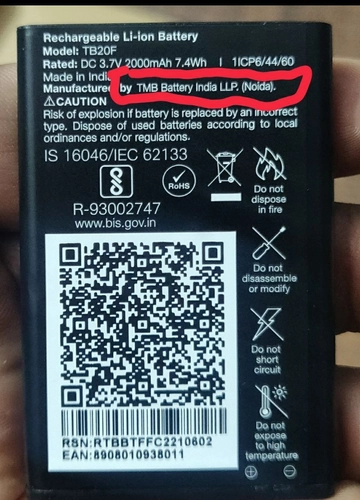 Rechargeable Li-ion Battery
Model: TB20F
Rated: DC 3.7V 2000mAh 7.4Wh I 1ICP6/44/60
Made in India
Manufactured by TMB Battery India LLP. (Noida).
⚠CAUTION
Risk of explosion if battery is replaced by an incorrect
type. Dispose of used batteries according to local
ordinances and/or regulations.
IS 16046/IEC 62133
RoHS
R-93002747
www.bis.gov.in
Do not
dispose
in fire
Do not
disassemble
or modify
Do not
short
circuit
Do not
expose
to high
temperature
RSN:RTBBTFFC2210602
EAN:8908010938011